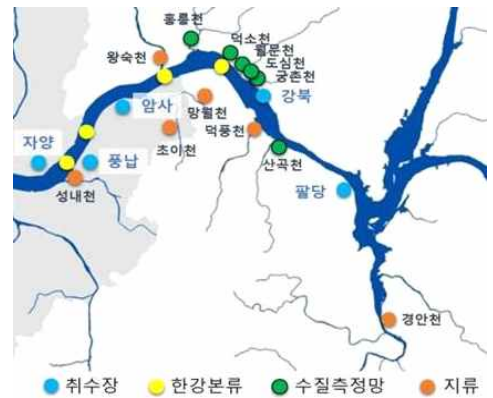 홍릉천
덕소천
왕숙천
월문천
도심천
궁촌천
강북
암사
망월천
자양
초이천
덕풍천
풍납
산곡천
성내천
팔당
경안천
취수장
한강본류
수질측정망
지류